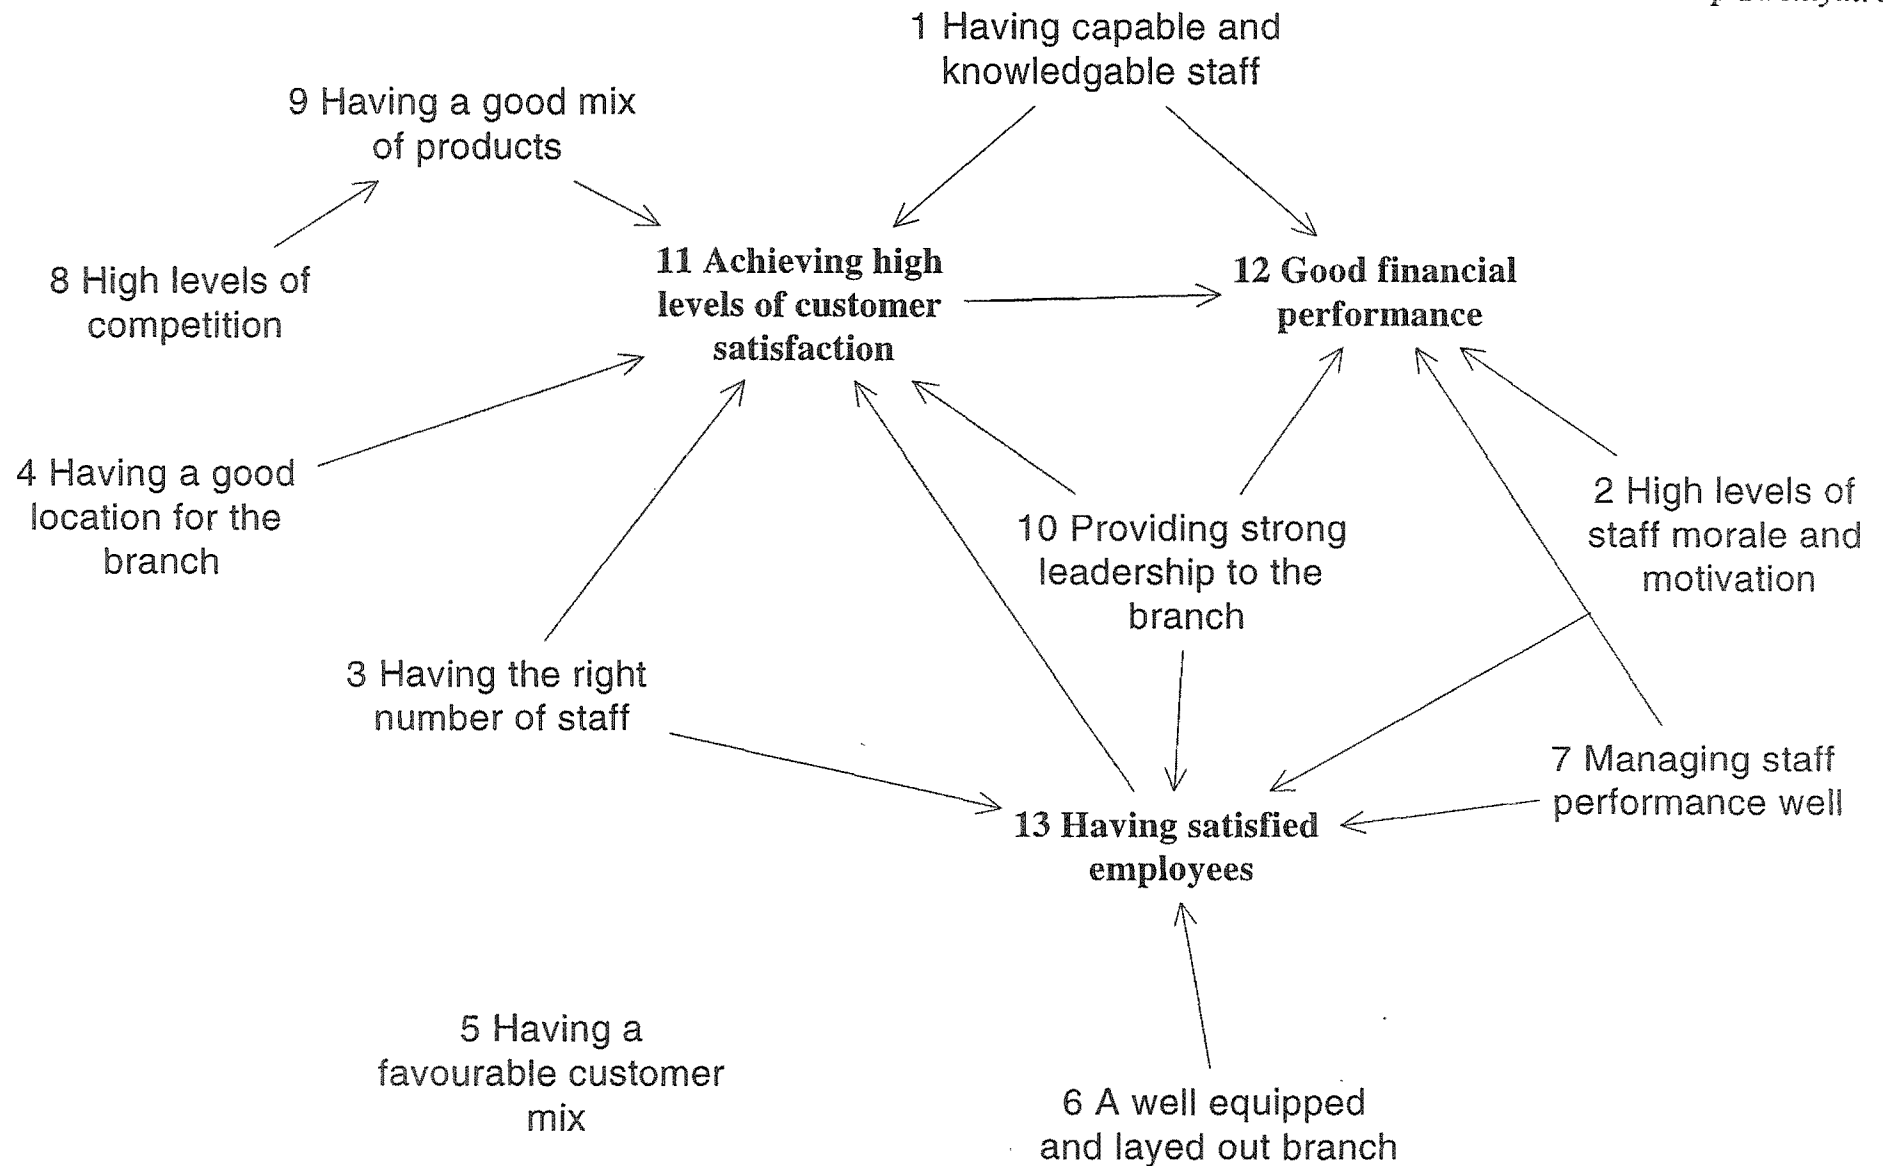 1 Having capable and
knowledgable staff
9 Having a good mix
of products
8 High levels of
competition
11 Achieving high
levels of customer
satisfaction
12 Good financial
performance
4 Having a good
location for the
branch
10 Providing strong
leadership to the
branch
2 High levels of
staff morale and
motivation
3 Having the right
number of staff
7 Managing staff
performance well
13 Having satisfied
employees
5 Having a
favourable customer
mix
6 A well equipped
and layed out branch